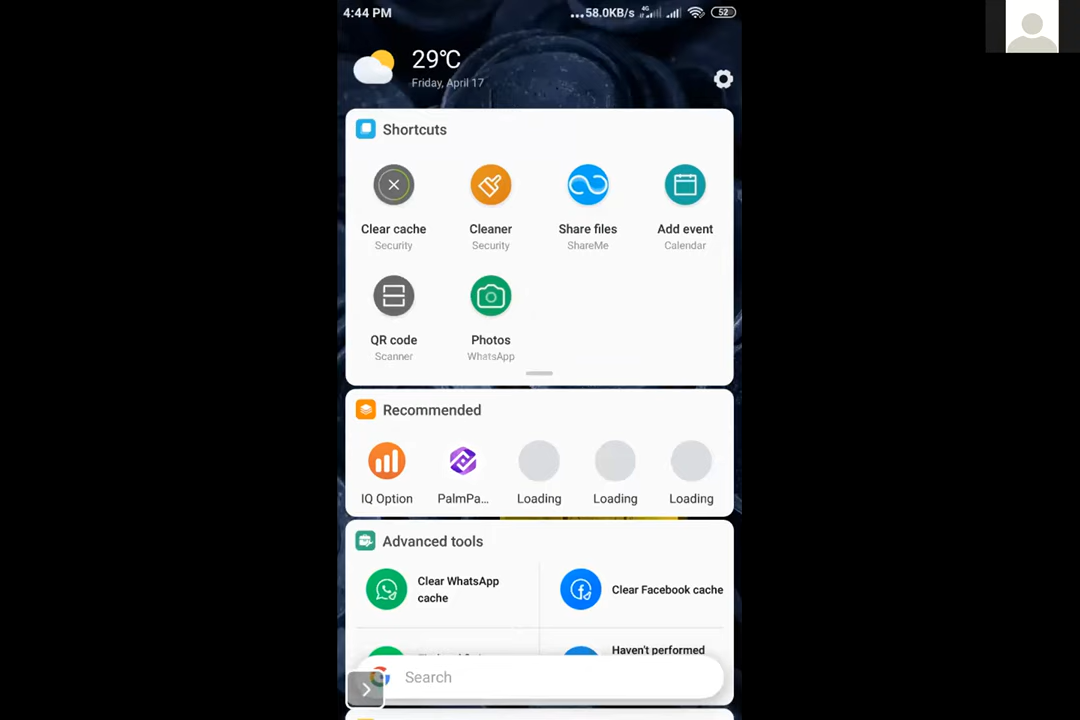 4:44 PM
...58.0KB/s 4G 52
29℃
Friday, April 17
Shortcuts
Clear cache
Security
Cleaner
Security
Share files
ShareMe
Add event
Calendar
QR code
Scanner
Photos
WhatsApp
Recommended
IQ Option
PalmPa...
Loading
Loading
Loading
Advanced tools
Clear WhatsApp
cache
Clear Facebook cache
Haven't performed
Search